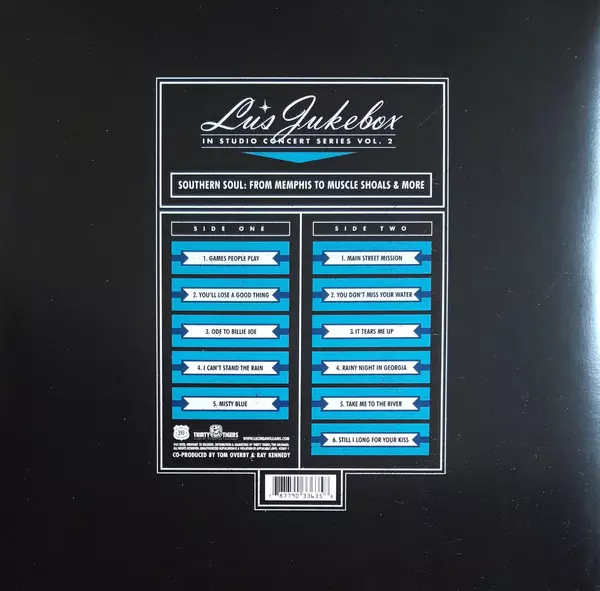 Lu's Jukebox
IN STUDIO CONCERT SERIES VOL. 2
SOUTHERN SOUL: FROM MEMPHIS TO MUSCLE SHOALS & MORE
SIDE ONE
1. GAMES PEOPLE PLAY
2. YOU'LL LOSE A GOOD THING
3. ODE TO BILLIE JOE
4. I CAN'T STAND THE RAIN
5. MISTY BLUE
THIRTY TIGERS
WWW.LUCINDAWILLIAMS.COM
CO-PRODUCED BY TOM OVERBY & RAY KENNEDY
SIDE TWO
1. MAIN STREET MISSION
2. YOU DON'T MISS YOUR WATER
3. IT TEARS ME UP
4. RAINY NIGHT IN GEORGIA
5. TAKE ME TO THE RIVER
6. STILL I LONG FOR YOUR KISS